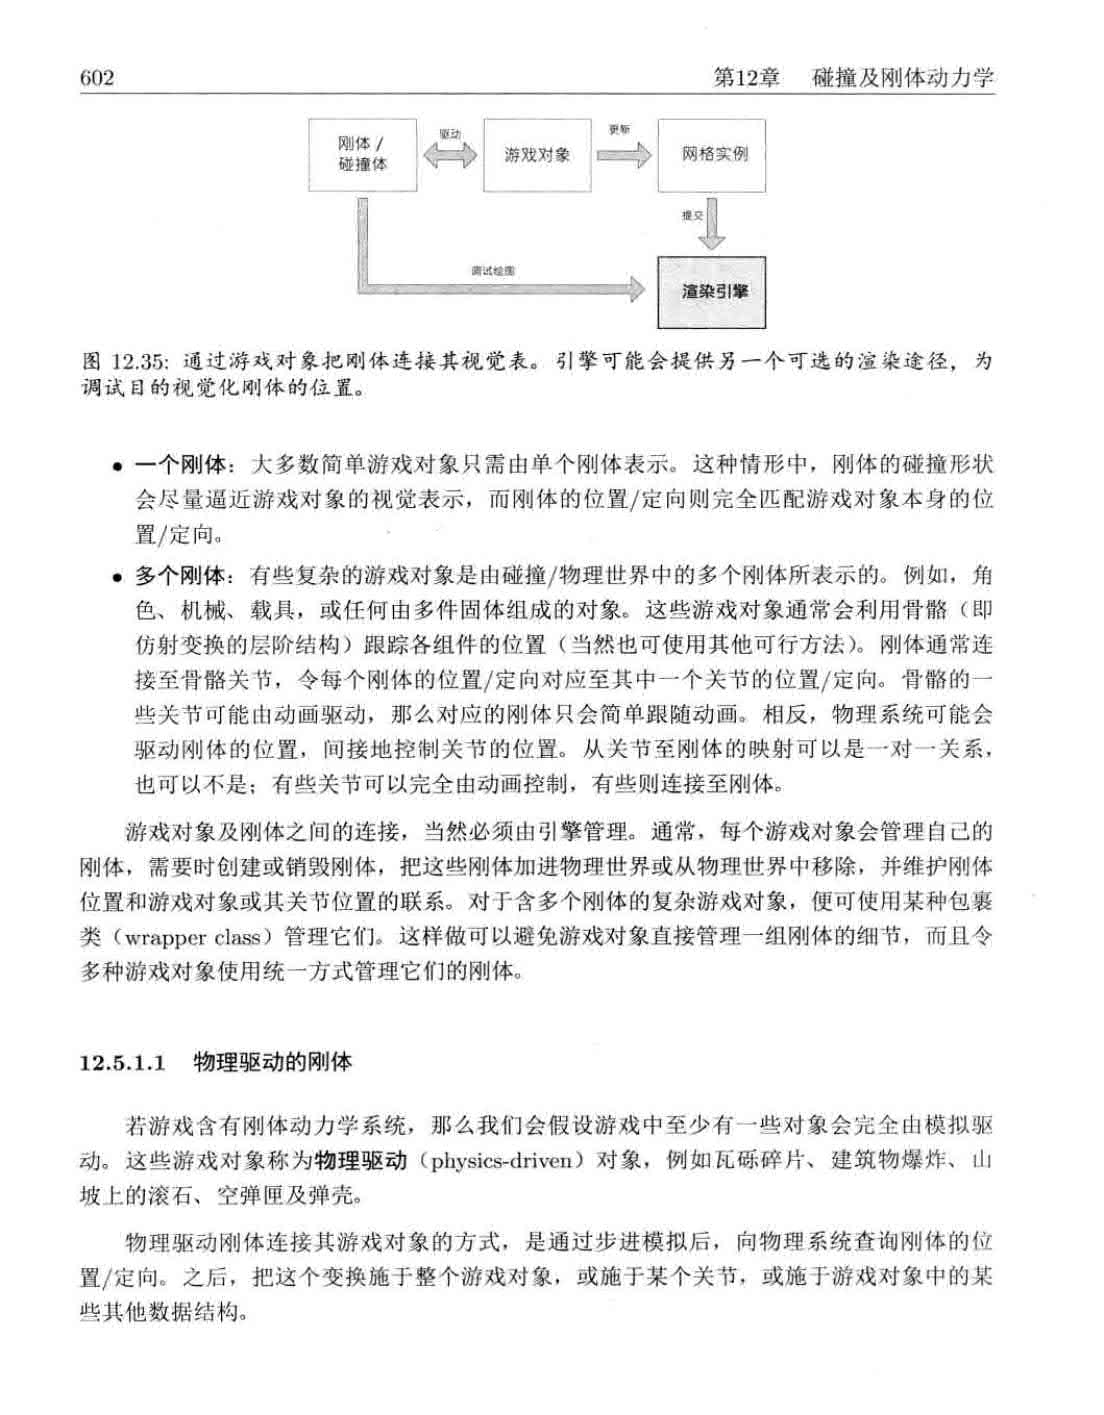 602
第12章 碰撞及刚体动力学
刚体 /
碰撞体
驱动
游戏对象
更新
网格实例
提交
调试绘图
渲染引擎
图 12.35: 通过游戏对象把刚体连接其视觉表。引擎可能会提供另一个可选的渲染途径，为
调试目的视觉化刚体的位置。
• 一个刚体：大多数简单游戏对象只需由单个刚体表示。这种情形中，刚体的碰撞形状
会尽量逼近游戏对象的视觉表示，而刚体的位置/定向则完全匹配游戏对象本身的位
置/定向。
• 多个刚体：有些复杂的游戏对象是由碰撞/物理世界中的多个刚体所表示的。例如，角
色、机械、载具，或任何由多件固体组成的对象。这些游戏对象通常会利用骨骼（即
仿射变换的层阶结构）跟踪各组件的位置（当然也可使用其他可行方法）。刚体通常连
接至骨骼关节，令每个刚体的位置/定向对应至其中一个关节的位置/定向。骨骼的一
些关节可能由动画驱动，那么对应的刚体只会简单跟随动画。相反，物理系统可能会
驱动刚体的位置，间接地控制关节的位置。从关节至刚体的映射可以是一对一关系，
也可以不是；有些关节可以完全由动画控制，有些则连接至刚体。
游戏对象及刚体之间的连接，当然必须由引擎管理。通常，每个游戏对象会管理自己的
刚体，需要时创建或销毁刚体，把这些刚体加进物理世界或从物理世界中移除，并维护刚体
位置和游戏对象或其关节位置的联系。对于含多个刚体的复杂游戏对象，便可使用某种包裹
类（wrapper class）管理它们。这样做可以避免游戏对象直接管理一组刚体的细节，而且令
多种游戏对象使用统一方式管理它们的刚体。
12.5.1.1 物理驱动的刚体
若游戏含有刚体动力学系统，那么我们会假设游戏中至少有一些对象会完全由模拟驱
动。这些游戏对象称为物理驱动（physics-driven）对象，例如瓦砾碎片、建筑物爆炸、山
坡上的滚石、空弹匣及弹壳。
物理驱动刚体连接其游戏对象的方式，是通过步进模拟后，向物理系统查询刚体的位
置/定向。之后，把这个变换施于整个游戏对象，或施于某个关节，或施于游戏对象中的某
些其他数据结构。